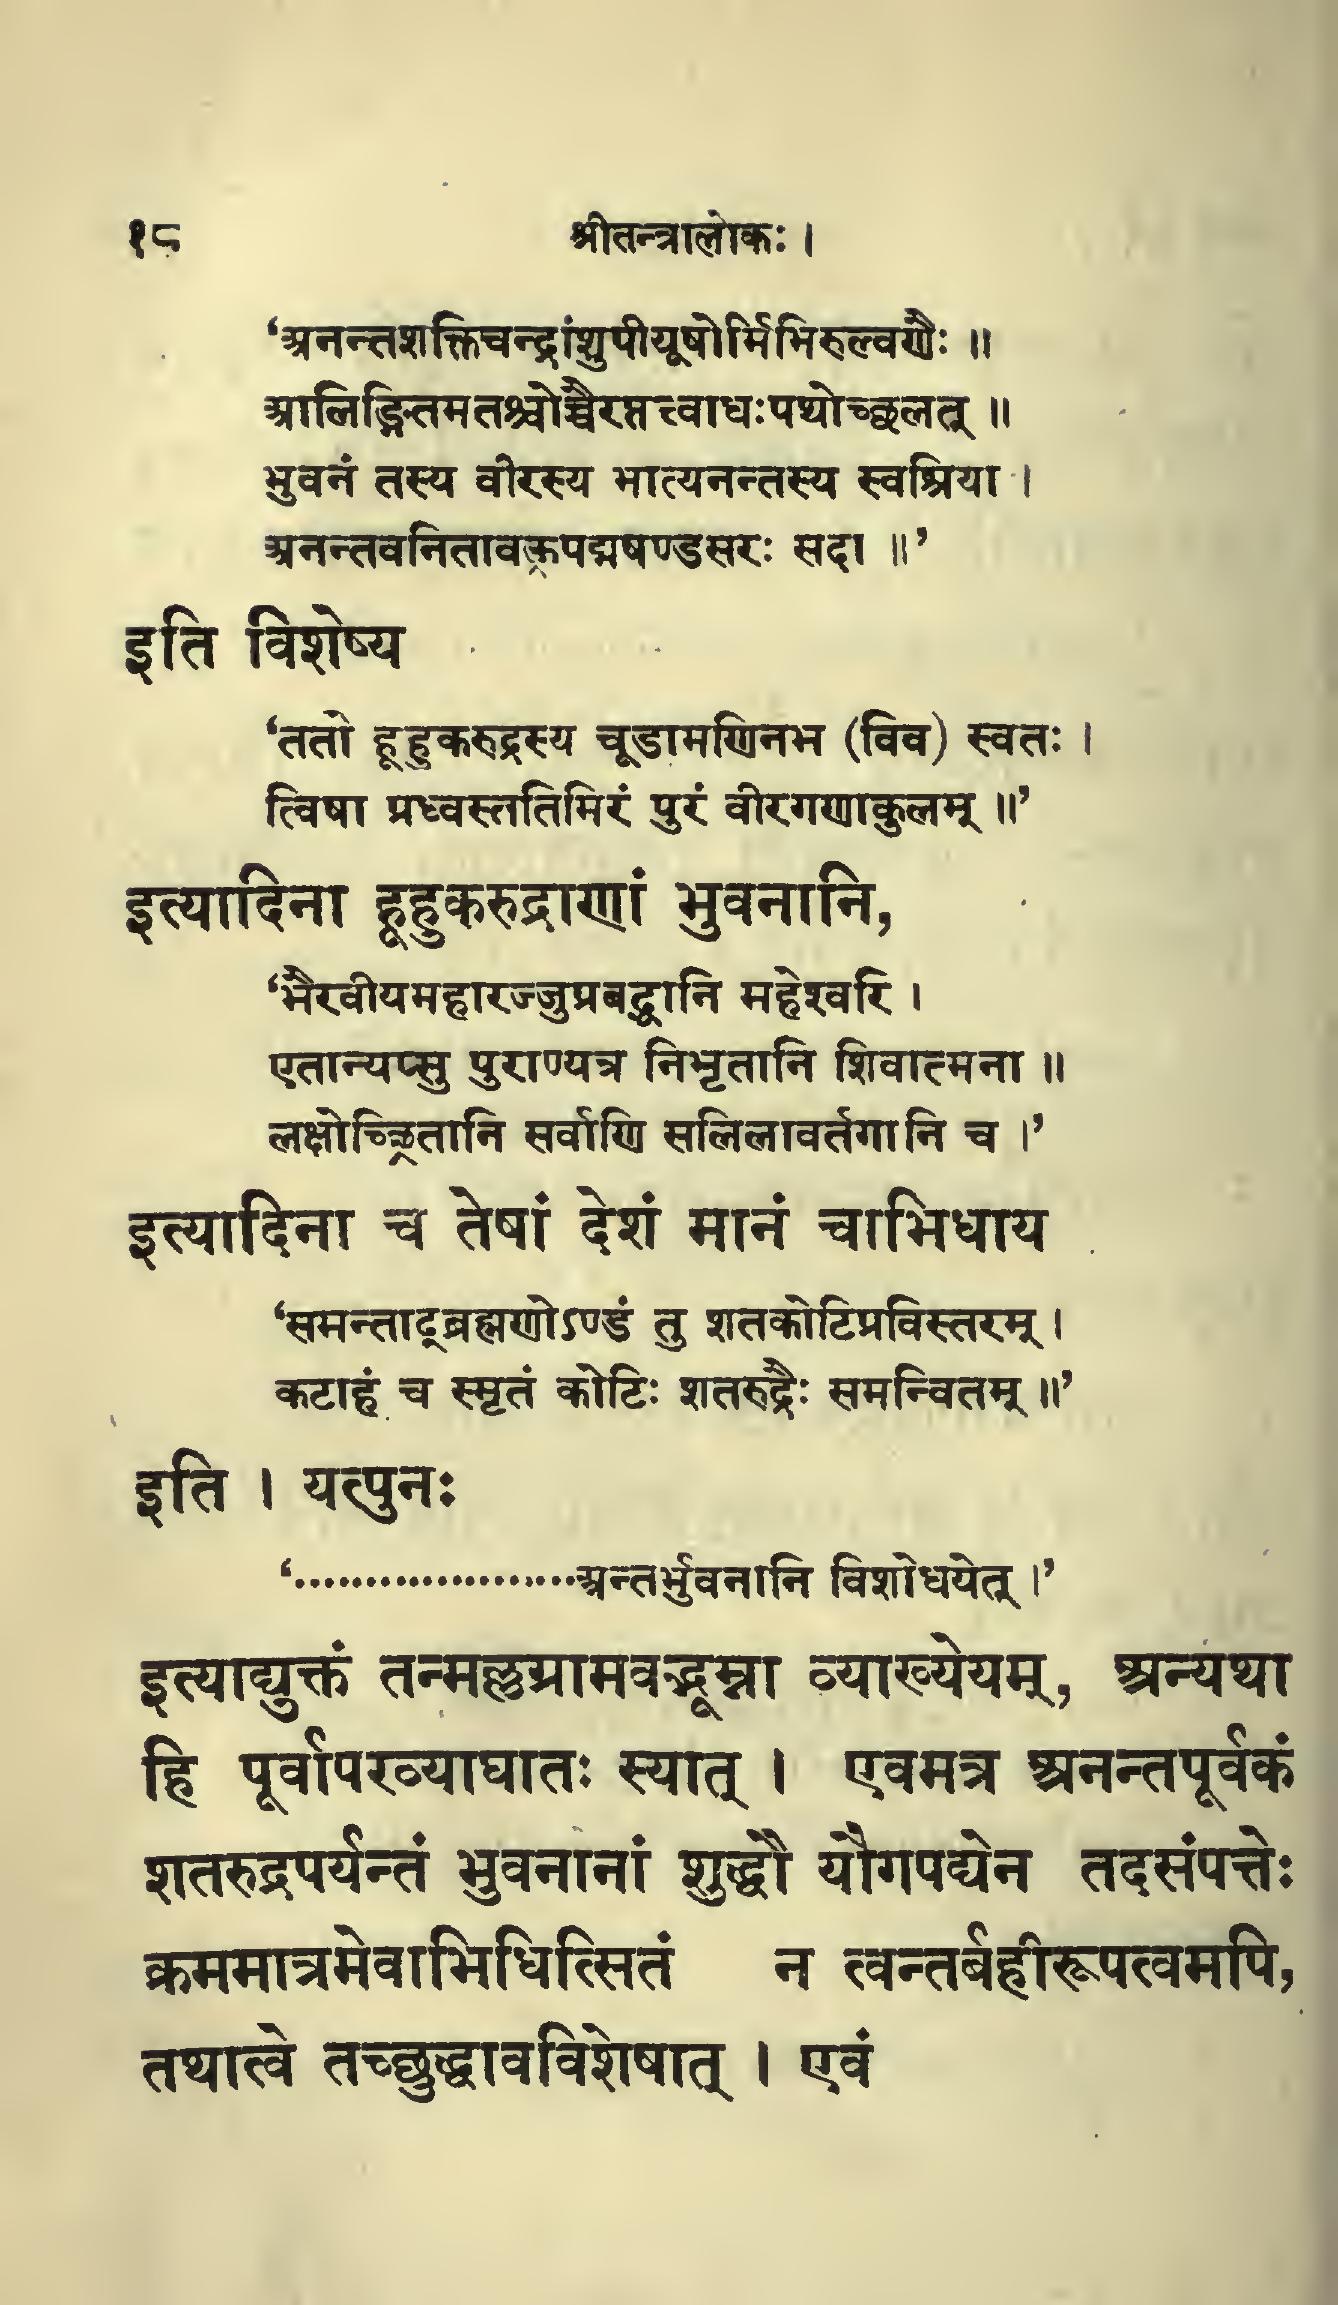 १८ श्रीतन्त्रालोकः ।
‘अनन्तशक्तिचन्द्रांशुपीयूषोर्मिभिरुल्वणैः ॥
आलिङ्गितमतश्चोच्चैरप्तत्त्वाधःपथोच्छलत् ॥
भुवनं तस्य वीरस्य भात्यनन्तस्य स्वश्रिया ।
अनन्तवनितावक्त्रपद्मषण्डसरः सदा ॥’
इति विशेष्य
‘ततो हूहुकरुद्रस्य चूडामणिनिभ (विव) स्वतः ।
त्विषा प्रध्वस्ततिमिरं पुरं वीरगणाकुलम् ॥’
इत्यादिना हूहुकरुद्राणां भुवनानि,
‘भैरवीयमहारज्जुप्रबद्धानि महेश्वरि ।
एतान्यप्सु पुराण्यत्र निभृतानि शिवात्मना ॥
लक्षोच्छ्रितानि सर्वाणि सलिलावर्तगानि च ।’
इत्यादिना च तेषां देशं मानं चाभिधाय
‘समन्ताद्ब्रह्मणोऽण्डं तु शतकोटिप्रविस्तरम् ।
कटाहं च स्मृतं कोटिः शतरुद्रैः समन्वितम् ॥’
इति । यत्पुनः
‘....................अन्तर्भुवनानि विशोधयेत् ।’
इत्याद्युक्तं तन्मल्लग्रामवद्भूम्ना व्याख्येयम्, अन्यथा
हि पूर्वापरव्याघातः स्यात् । एवमत्र अनन्तपूर्वकं
शतरुद्रपर्यन्तं भुवनानां शुद्धौ यौगपद्येन तदसंपत्तेः
क्रममात्रमेवाभिधित्सितं न त्वन्तर्बहीरूपत्वमपि,
तथात्वे तच्छुद्धावविशेषात् । एवं